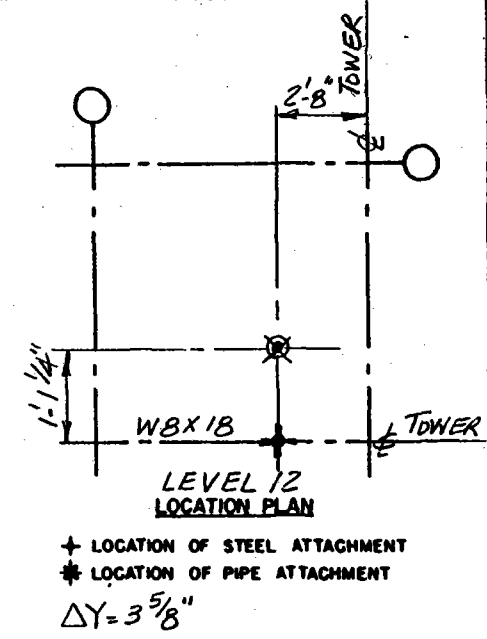 TOWER
2'-8"
℄
1'-1 1/4"
W8X18
℄ TOWER
LEVEL 12
LOCATION PLAN
LOCATION OF STEEL ATTACHMENT
LOCATION OF PIPE ATTACHMENT
ΔY= 3 5/8"